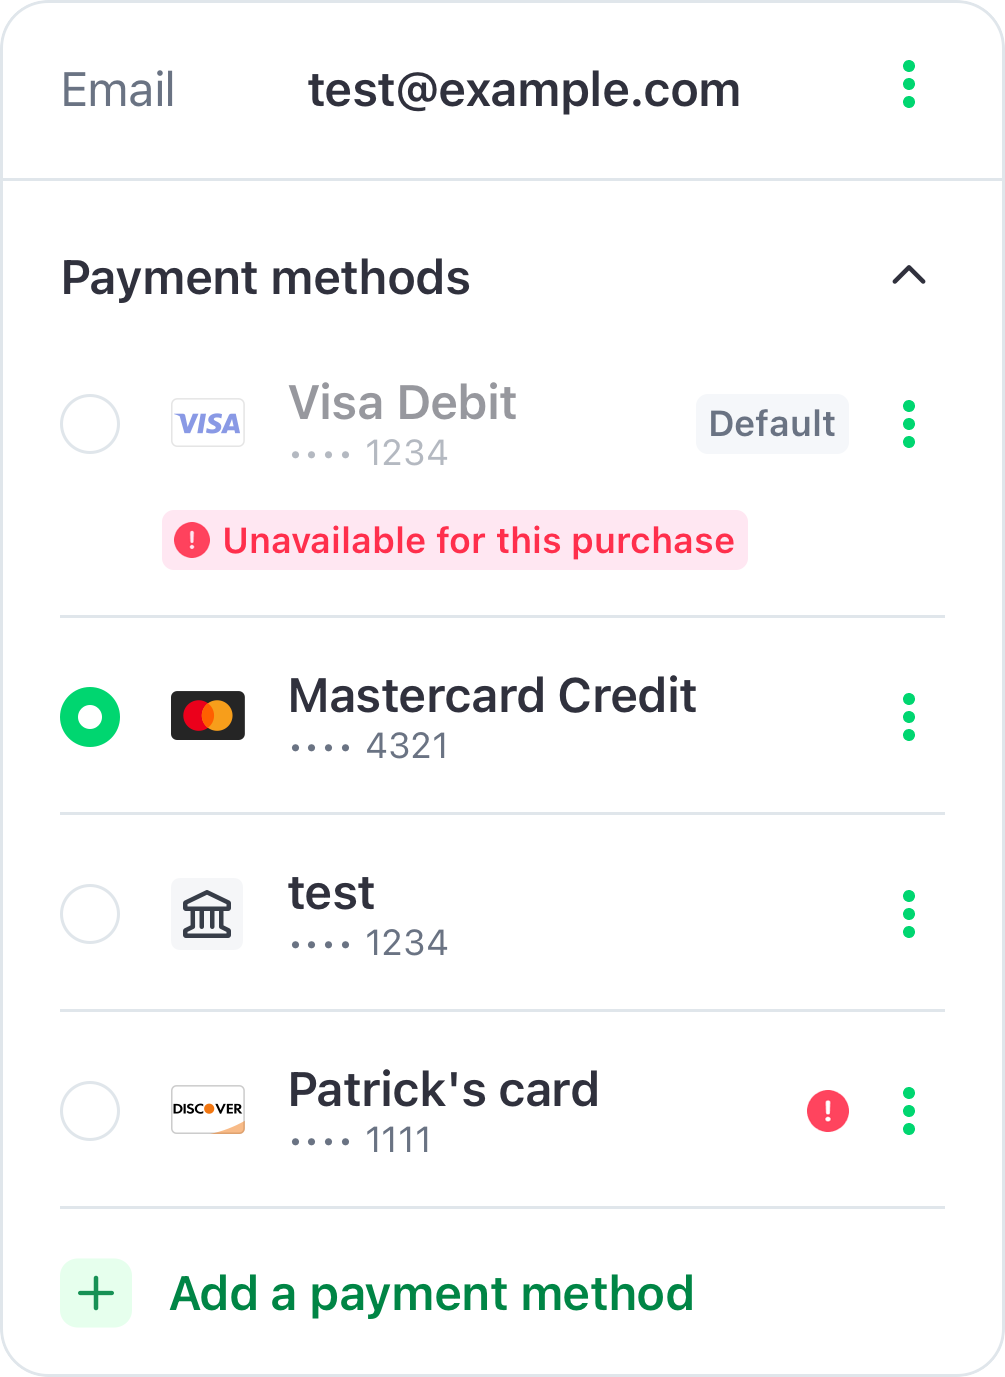 Email test@example.com
Payment methods
VISA Visa Debit Default
•••• 1234
! Unavailable for this purchase
Mastercard Credit
•••• 4321
test
•••• 1234
DISCOVER Patrick's card !
•••• 1111
+ Add a payment method